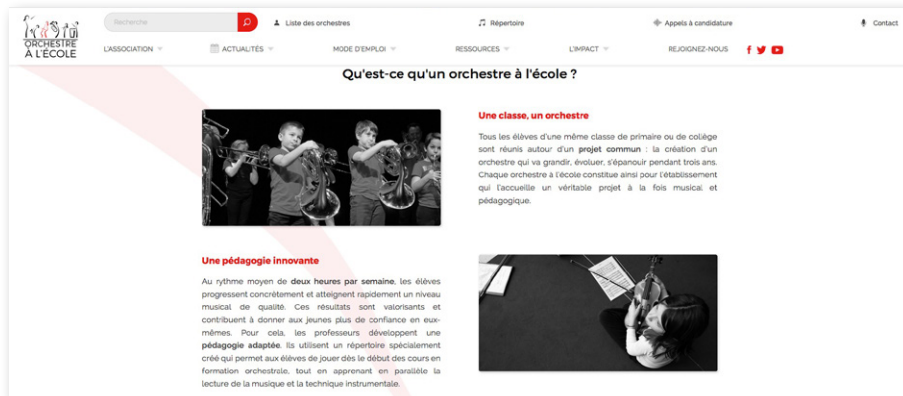 Recherche
Liste des orchestres
Répertoire
Appels à candidature
Contact
ORCHESTRE
À L'ÉCOLE
L'ASSOCIATION
ACTUALITÉS
MODE D'EMPLOI
RESSOURCES
L'IMPACT
REJOIGNEZ-NOUS
Qu'est-ce qu'un orchestre à l'école ?
Une classe, un orchestre
Tous les élèves d'une même classe de primaire ou de collège
sont réunis autour d'un projet commun : la création d'un
orchestre qui va grandir, évoluer, s'épanouir pendant trois ans.
Chaque orchestre à l'école constitue ainsi pour l'établissement
qui l'accueille un véritable projet à la fois musical et
pédagogique.
Une pédagogie innovante
Au rythme moyen de deux heures par semaine, les élèves
progressent concrètement et atteignent rapidement un niveau
musical de qualité. Ces résultats sont valorisants et
contribuent à donner aux jeunes plus de confiance en eux-
mêmes. Pour cela, les professeurs développent une
pédagogie adaptée. Ils utilisent un répertoire spécialement
créé qui permet aux élèves de jouer dès le début des cours en
formation orchestrale, tout en apprenant en parallèle la
lecture de la musique et la technique instrumentale.